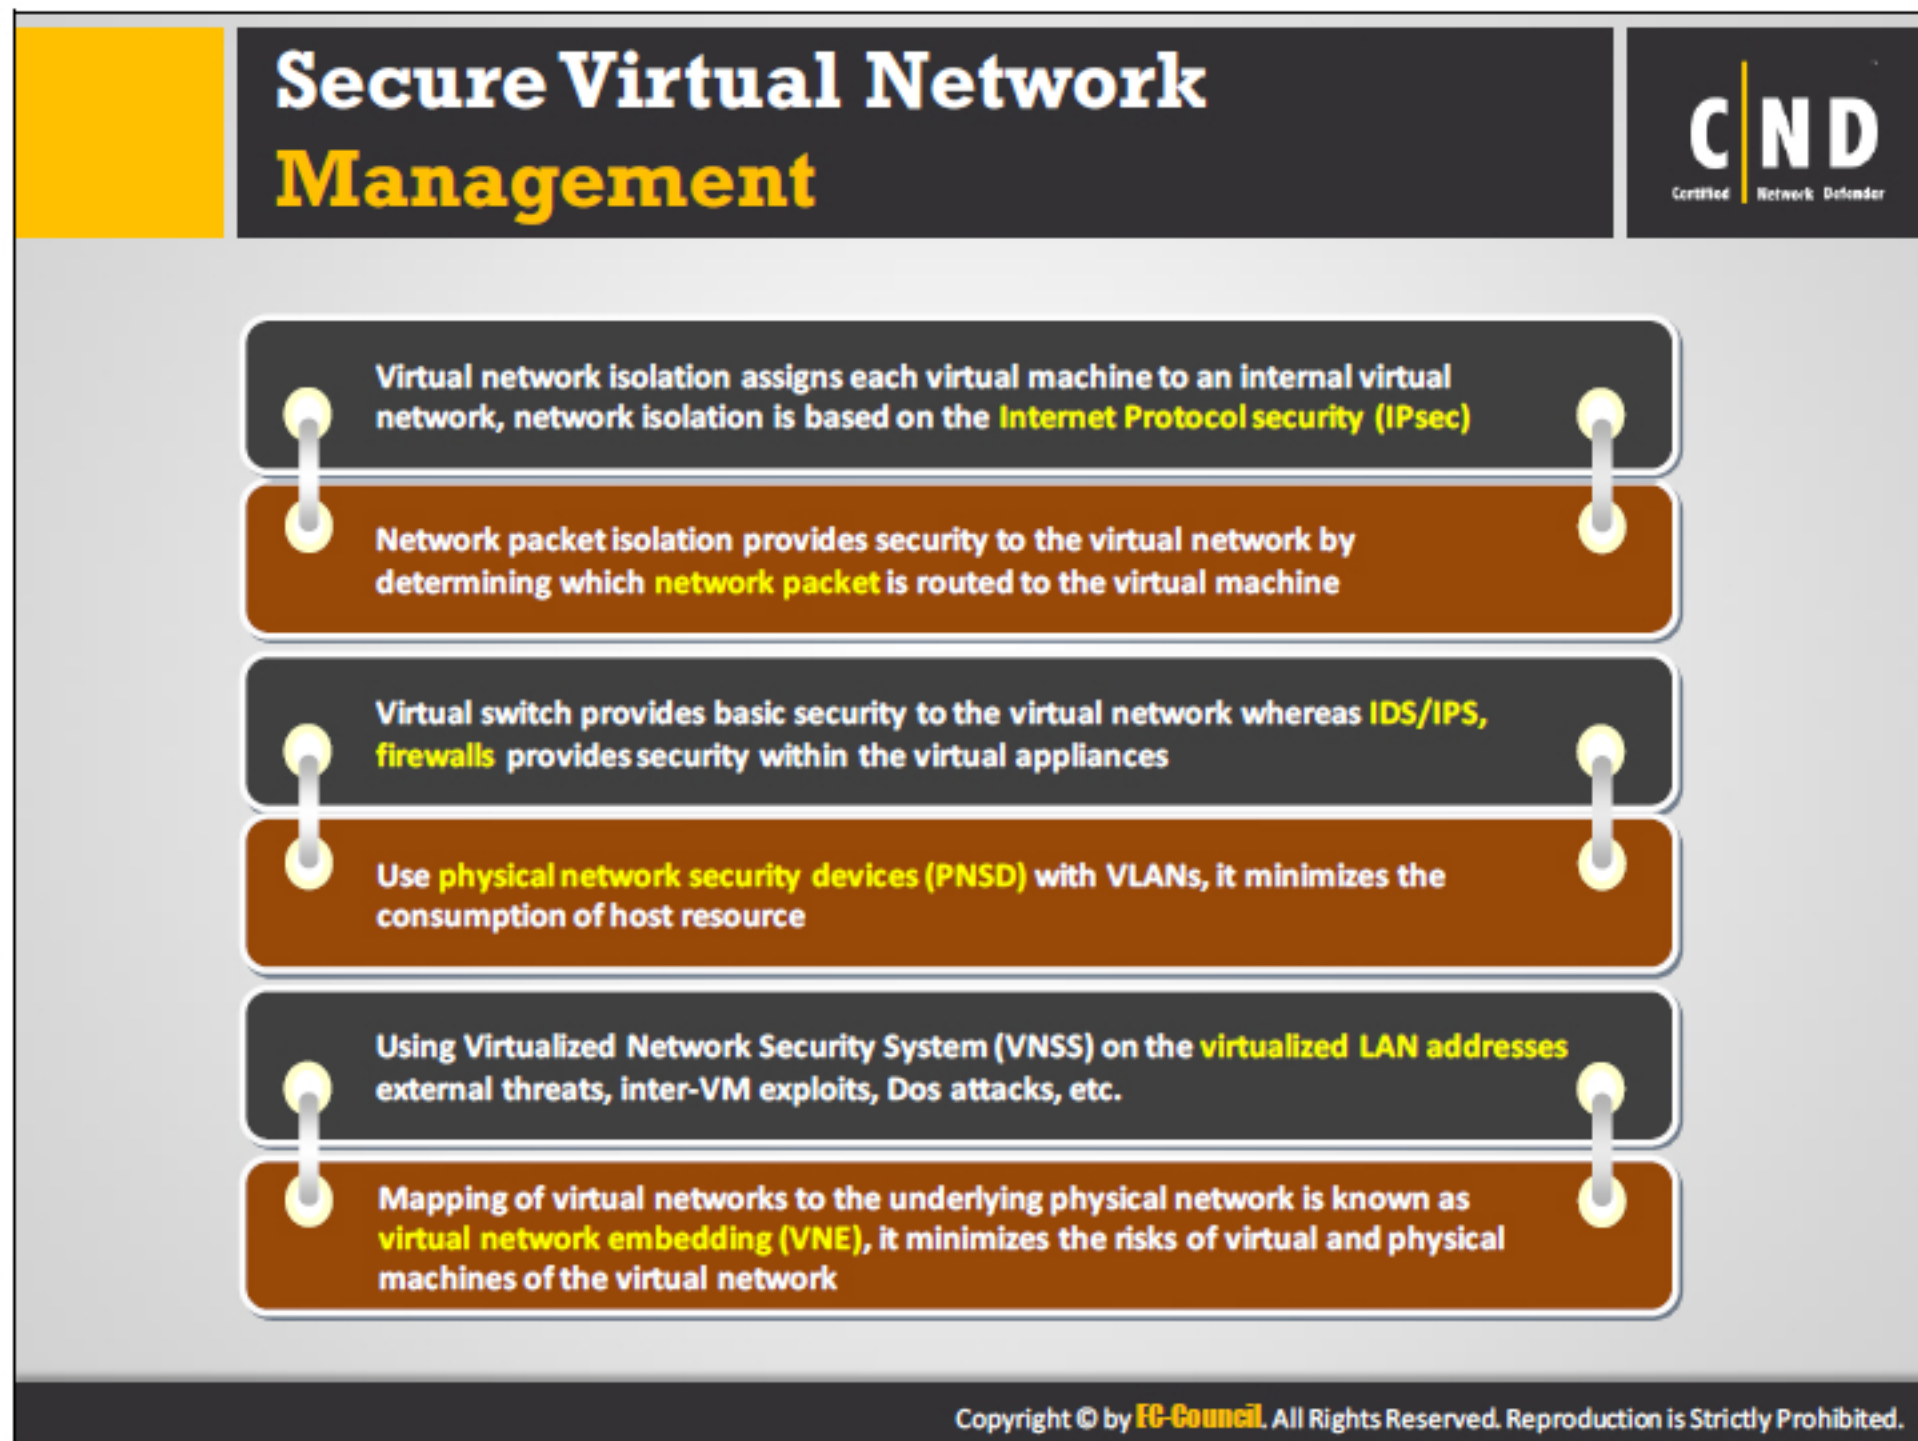 Secure Virtual Network
Management
C|ND
Certified Network Defender
Virtual network isolation assigns each virtual machine to an internal virtual
network, network isolation is based on the Internet Protocol security (IPsec)
Network packet isolation provides security to the virtual network by
determining which network packet is routed to the virtual machine
Virtual switch provides basic security to the virtual network whereas IDS/IPS,
firewalls provides security within the virtual appliances
Use physical network security devices (PNSD) with VLANs, it minimizes the
consumption of host resource
Using Virtualized Network Security System (VNSS) on the virtualized LAN addresses
external threats, inter-VM exploits, Dos attacks, etc.
Mapping of virtual networks to the underlying physical network is known as
virtual network embedding (VNE), it minimizes the risks of virtual and physical
machines of the virtual network
Copyright © by EC-Council. All Rights Reserved. Reproduction is Strictly Prohibited.